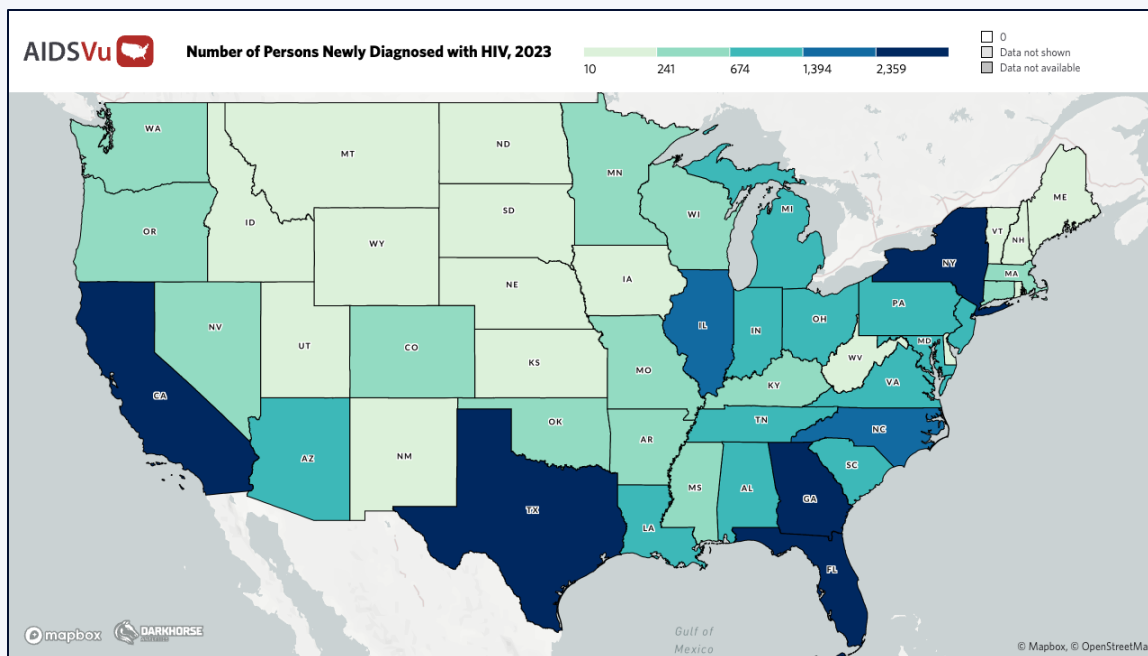 AIDSVu
Number of Persons Newly Diagnosed with HIV, 2023
10 241 674 1,394 2,359
0
Data not shown
Data not available
WA
MT
ND
MN
ME
OR
ID
SD
WI
MI
VT
NH
WY
NY
MA
IA
NE
PA
NV
UT
CO
IL
IN
OH
MD
KS
MO
WV
VA
KY
CA
OK
TN
NC
AZ
NM
AR
SC
MS
AL
GA
TX
LA
FL
Gulf of
Mexico
mapbox
DARKHORSE
© Mapbox, © OpenStreetMa